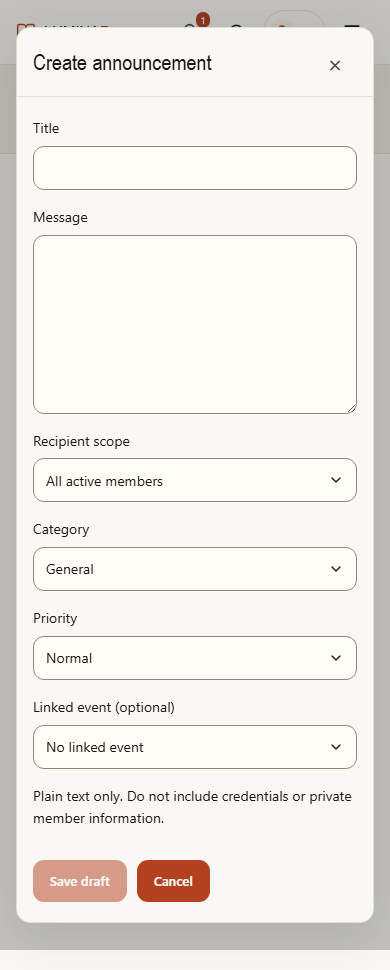 1
Create announcement
Title
Message
Recipient scope
All active members
Category
General
Priority
Normal
Linked event (optional)
No linked event
Plain text only. Do not include credentials or private
member information.
Save draft
Cancel